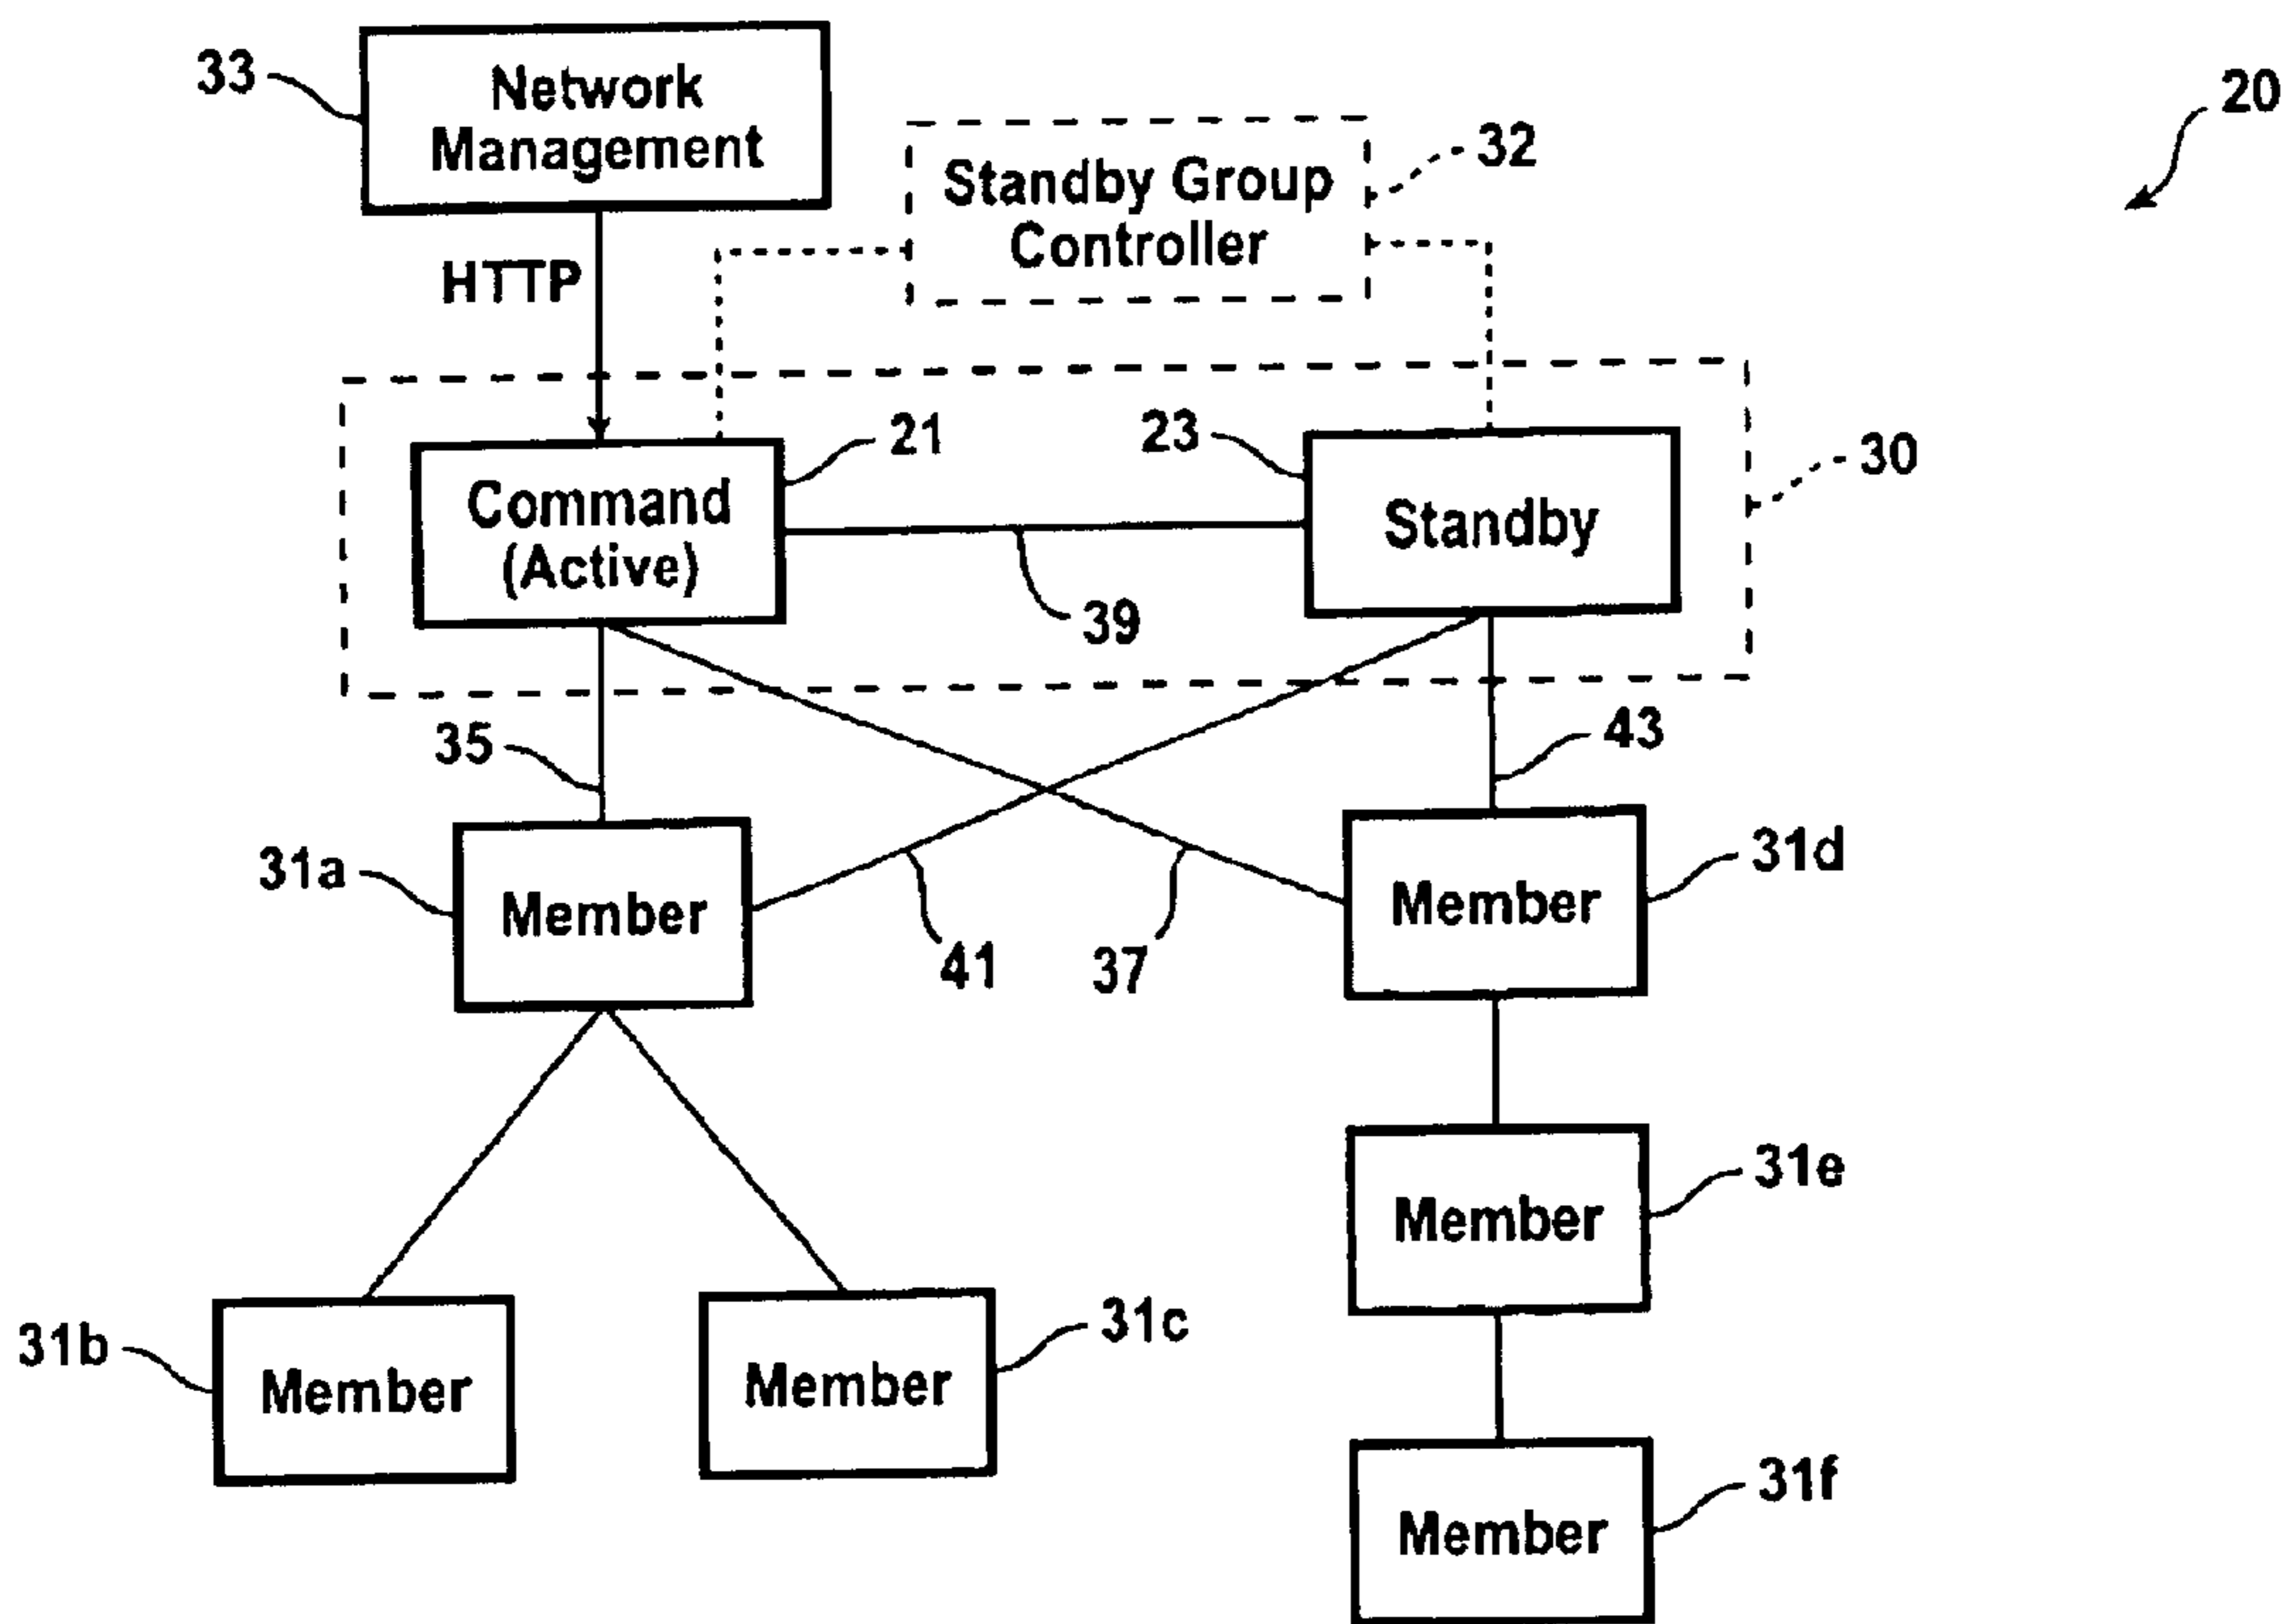 33
Network
Management
20
32
Standby Group
Controller
HTTP
21
23
30
Command
(Active)
Standby
39
35
43
31a
Member
31d
Member
41
37
31e
Member
31b
Member
31c
Member
31f
Member